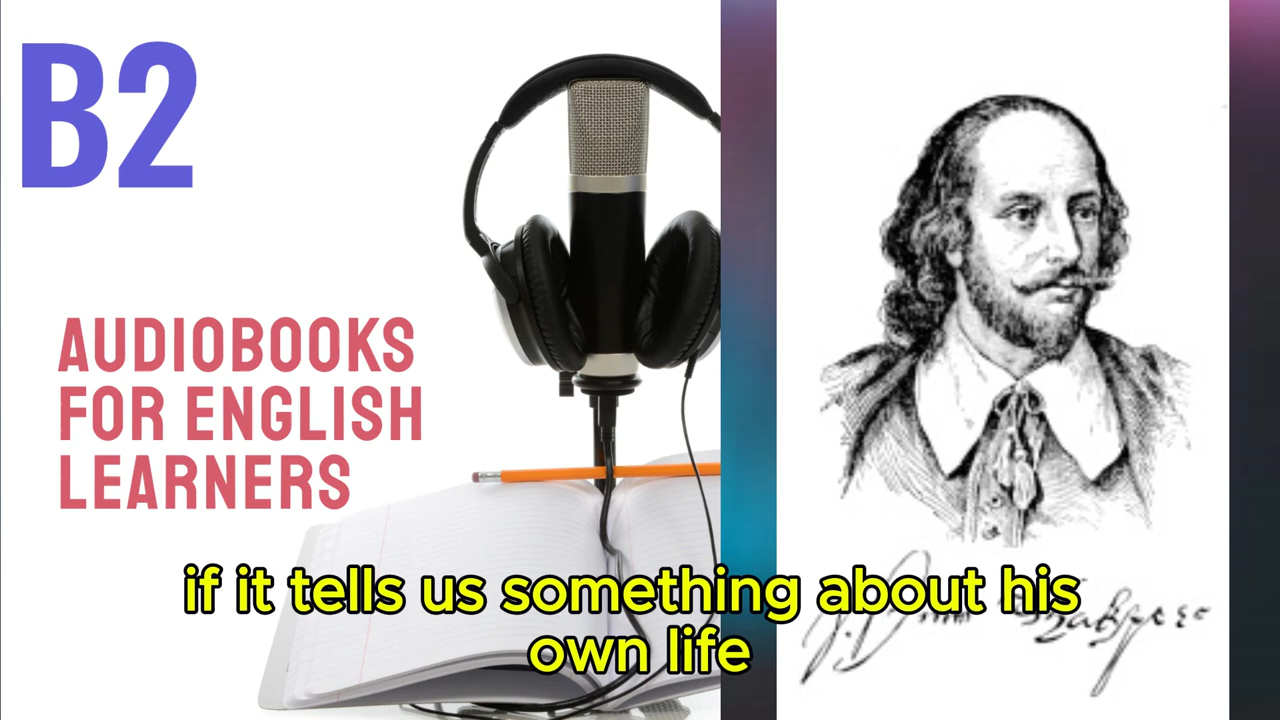 B2
AUDIOBOOKS
FOR ENGLISH
LEARNERS
if it tells us something about his
own life